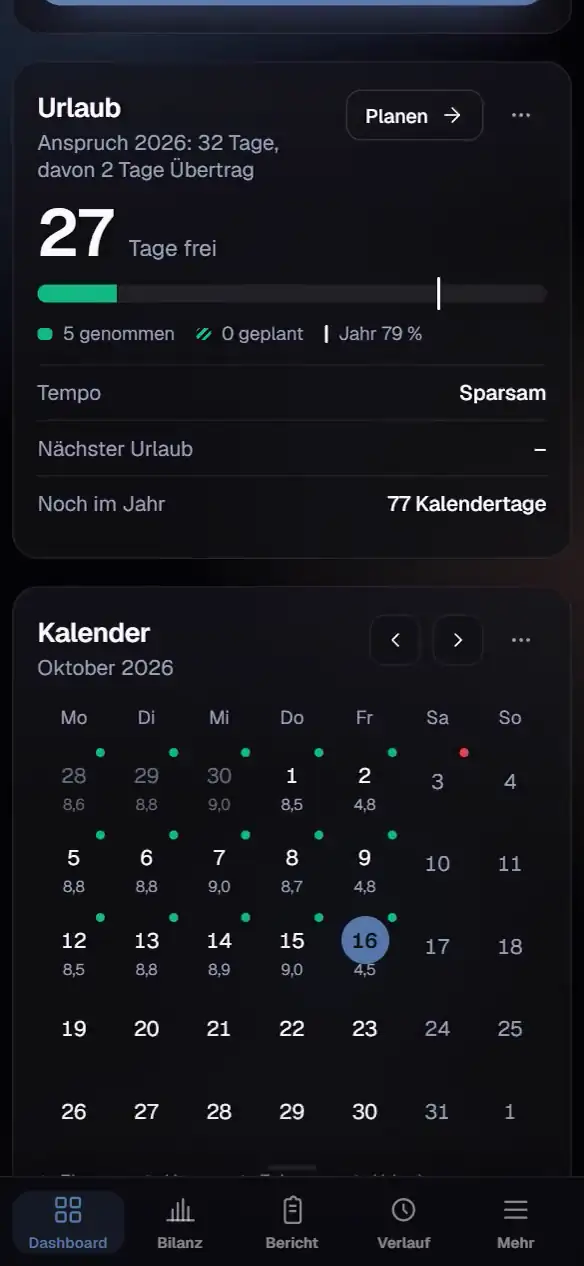 Urlaub
Planen →
Anspruch 2026: 32 Tage,
davon 2 Tage Übertrag
27 Tage frei
5 genommen 0 geplant Jahr 79 %
Tempo Sparsam
Nächster Urlaub –
Noch im Jahr 77 Kalendertage
Kalender
Oktober 2026
Mo Di Mi Do Fr Sa So
28 29 30 1 2 3 4
8,6 8,8 9,0 8,5 4,8
5 6 7 8 9 10 11
8,8 8,8 9,0 8,7 4,8
12 13 14 15 16 17 18
8,5 8,8 8,9 9,0 4,5
19 20 21 22 23 24 25
26 27 28 29 30 31 1
Dashboard Bilanz Bericht Verlauf Mehr